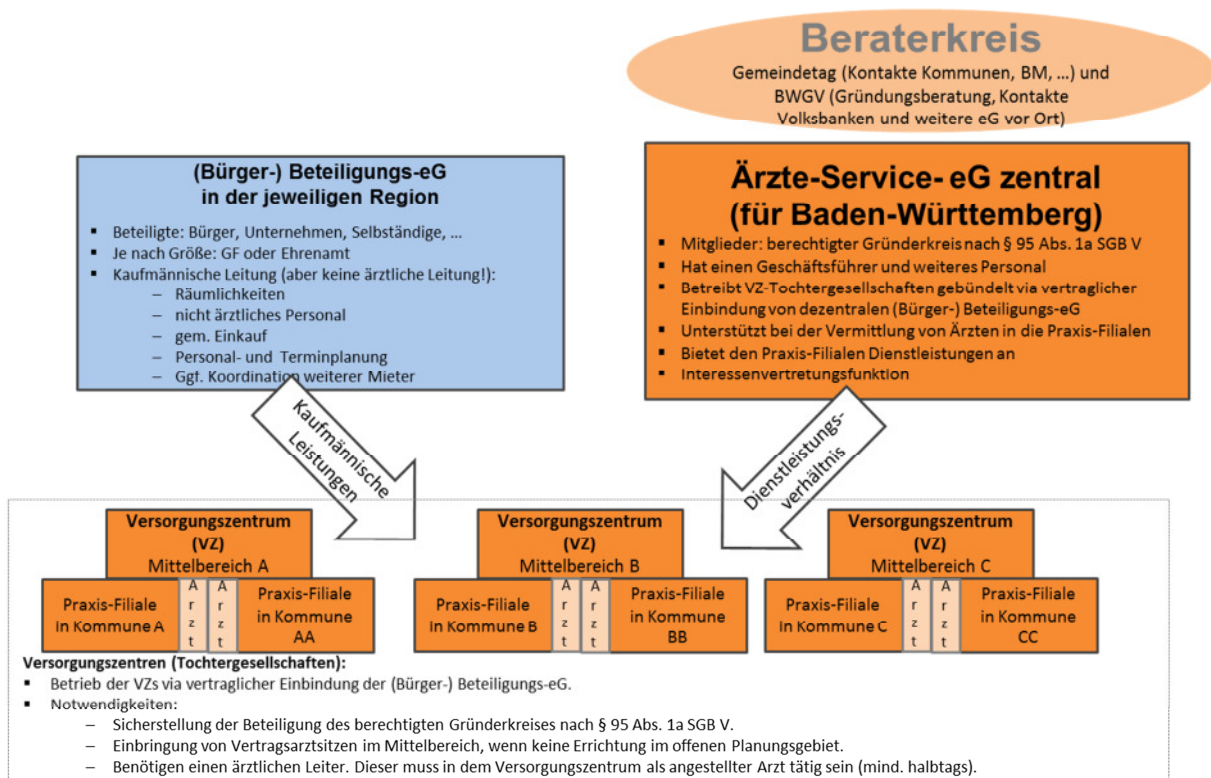 Beraterkreis
Gemeindetag (Kontakte Kommunen, BM, ...) und
BWGV (Gründungsberatung, Kontakte
Volksbanken und weitere eG vor Ort)
(Bürger-) Beteiligungs-eG
in der jeweiligen Region
▪ Beteiligte: Bürger, Unternehmen, Selbständige, ...
▪ Je nach Größe: GF oder Ehrenamt
▪ Kaufmännische Leitung (aber keine ärztliche Leitung!):
– Räumlichkeiten
– nicht ärztliches Personal
– gem. Einkauf
– Personal- und Terminplanung
– Ggf. Koordination weiterer Mieter
Ärzte-Service- eG zentral
(für Baden-Württemberg)
▪ Mitglieder: berechtigter Gründerkreis nach § 95 Abs. 1a SGB V
▪ Hat einen Geschäftsführer und weiteres Personal
▪ Betreibt VZ-Tochtergesellschaften gebündelt via vertraglicher
Einbindung von dezentralen (Bürger-) Beteiligungs-eG
▪ Unterstützt bei der Vermittlung von Ärzten in die Praxis-Filialen
▪ Bietet den Praxis-Filialen Dienstleistungen an
▪ Interessenvertretungsfunktion
Kaufmännische
Leistungen
Dienstleistungs-
verhältnis
Versorgungszentrum
(VZ)
Mittelbereich A
Praxis-Filiale
in Kommune A
Arzt
Arzt
Praxis-Filiale
in Kommune
AA
Versorgungszentrum
(VZ)
Mittelbereich B
Praxis-Filiale
in Kommune B
Arzt
Arzt
Praxis-Filiale
in Kommune
BB
Versorgungszentrum
(VZ)
Mittelbereich C
Praxis-Filiale
in Kommune C
Arzt
Arzt
Praxis-Filiale
in Kommune
CC
Versorgungszentren (Tochtergesellschaften):
▪ Betrieb der VZs via vertraglicher Einbindung der (Bürger-) Beteiligungs-eG.
▪ Notwendigkeiten:
– Sicherstellung der Beteiligung des berechtigten Gründerkreises nach § 95 Abs. 1a SGB V.
– Einbringung von Vertragsarztsitzen im Mittelbereich, wenn keine Errichtung im offenen Planungsgebiet.
– Benötigen einen ärztlichen Leiter. Dieser muss in dem Versorgungszentrum als angestellter Arzt tätig sein (mind. halbtags).